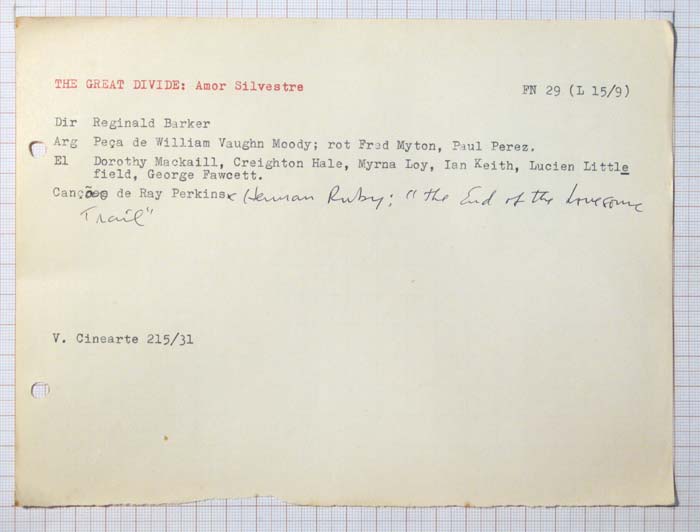 THE GREAT DIVIDE: Amor Silvestre FN 29 (L 15/9)
Dir Reginald Barker
Arg Peça de William Vaughn Moody; rot Fred Myton, Paul Perez.
El Dorothy Mackaill, Creighton Hale, Myrna Loy, Ian Keith, Lucien Little
field, George Fawcett.
Canções de Ray Perkins x Herman Ruby; "The End of the Lonesome
Trail"
V. Cinearte 215/31